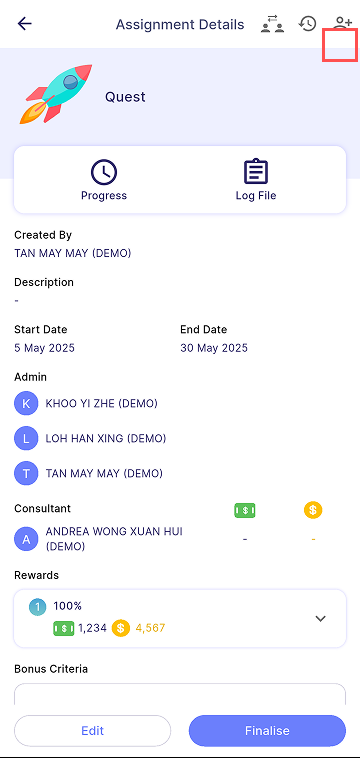 Assignment Details
Quest
Progress
Log File
Created By
TAN MAY MAY (DEMO)
Description
-
Start Date
End Date
5 May 2025
30 May 2025
Admin
K
KHOO YI ZHE (DEMO)
L
LOH HAN XING (DEMO)
T
TAN MAY MAY (DEMO)
Consultant
A
ANDREA WONG XUAN HUI
(DEMO)
-
-
Rewards
1
100%
1,234
4,567
Bonus Criteria
Edit
Finalise